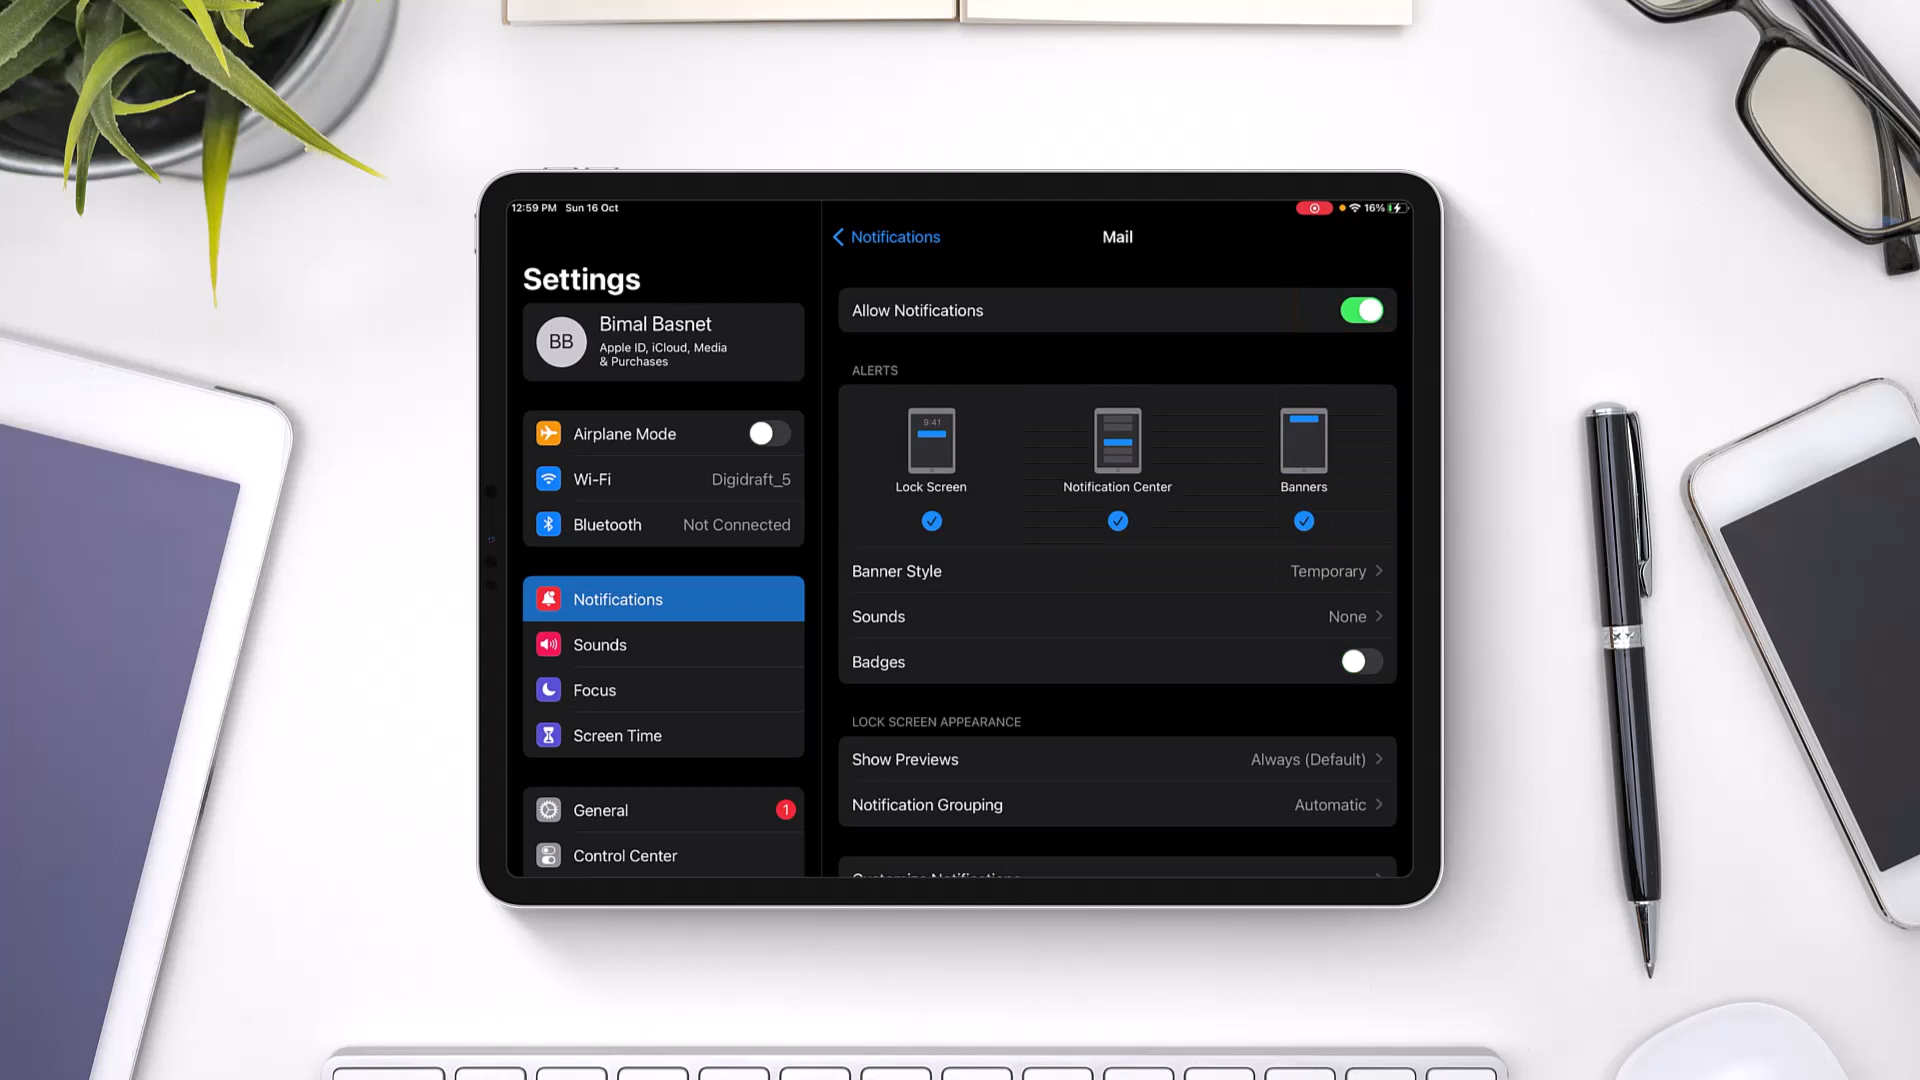 12:59 PM Sun 16 Oct
16%
Settings
BB
Bimal Basnet
Apple ID, iCloud, Media
& Purchases
Airplane Mode
Wi-Fi Digidraft_5
Bluetooth Not Connected
Notifications
Sounds
Focus
Screen Time
General 1
Control Center
Notifications
Mail
Allow Notifications
ALERTS
9:41
Lock Screen
Notification Center
Banners
Banner Style Temporary
Sounds None
Badges
LOCK SCREEN APPEARANCE
Show Previews Always (Default)
Notification Grouping Automatic
Customize Notifications